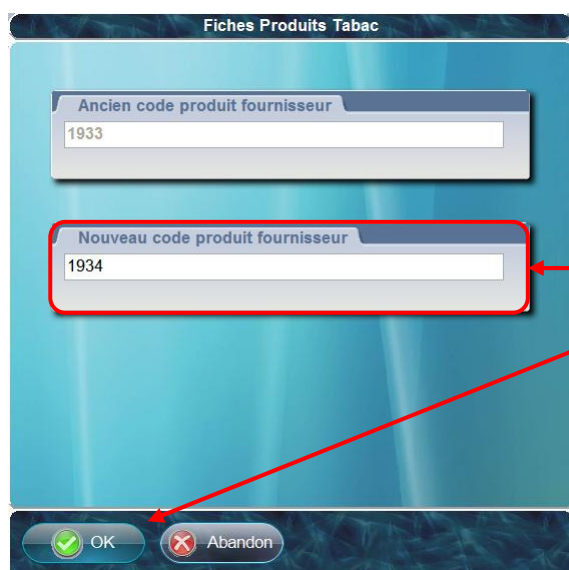 Fiches Produits Tabac
Ancien code produit fournisseur
1933
Nouveau code produit fournisseur
1934
OK
Abandon